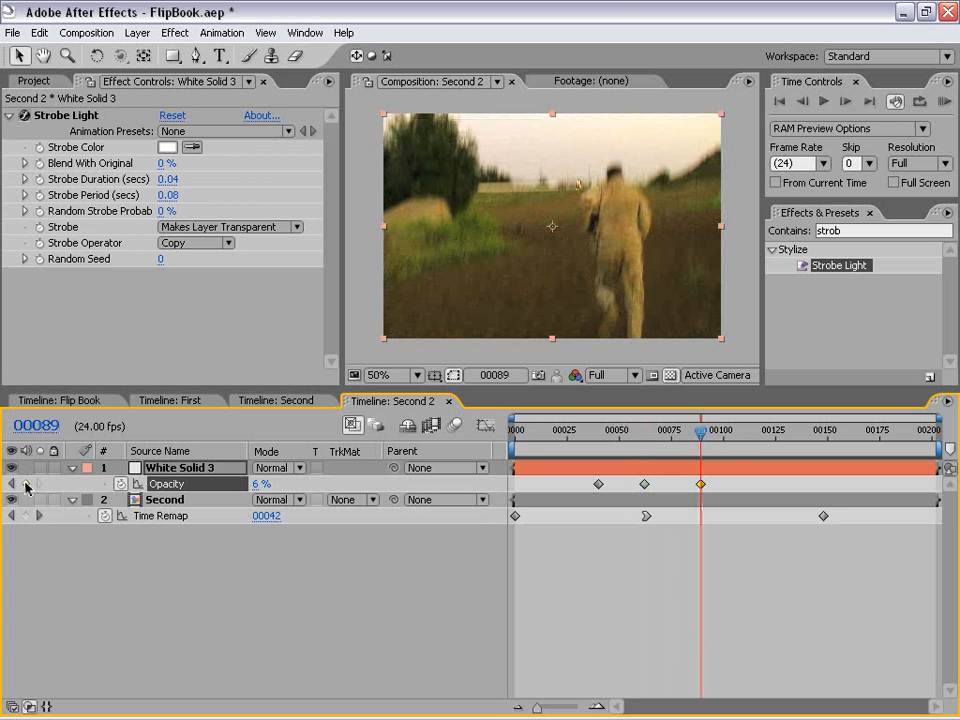 Adobe After Effects - FlipBook.aep *
File Edit Composition Layer Effect Animation View Window Help
Workspace: Standard
Project Effect Controls: White Solid 3
Second 2 * White Solid 3
Strobe Light Reset About...
Animation Presets: None
Strobe Color
Blend With Original 0 %
Strobe Duration (secs) 0.04
Strobe Period (secs) 0.08
Random Strobe Probab 0 %
Strobe Makes Layer Transparent
Strobe Operator Copy
Random Seed 0
Composition: Second 2 Footage: (none)
50% 00089 Full Active Camera
Time Controls
RAM Preview Options
Frame Rate Skip Resolution
(24) 0 Full
From Current Time Full Screen
Effects & Presets
Contains: strob
Stylize
Strobe Light
Timeline: Flip Book Timeline: First Timeline: Second Timeline: Second 2
00089 (24.00 fps)
0000 00025 00050 00075 00100 00125 00150 00175 00200
# Source Name Mode T TrkMat Parent
1 White Solid 3 Normal None
Opacity 6 %
2 Second Normal None None
Time Remap 00042